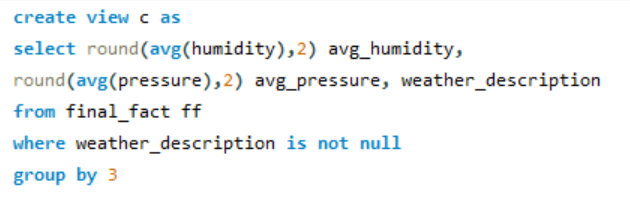 create view c as
select round(avg(humidity),2) avg_humidity,
round(avg(pressure),2) avg_pressure, weather_description
from final_fact ff
where weather_description is not null
group by 3